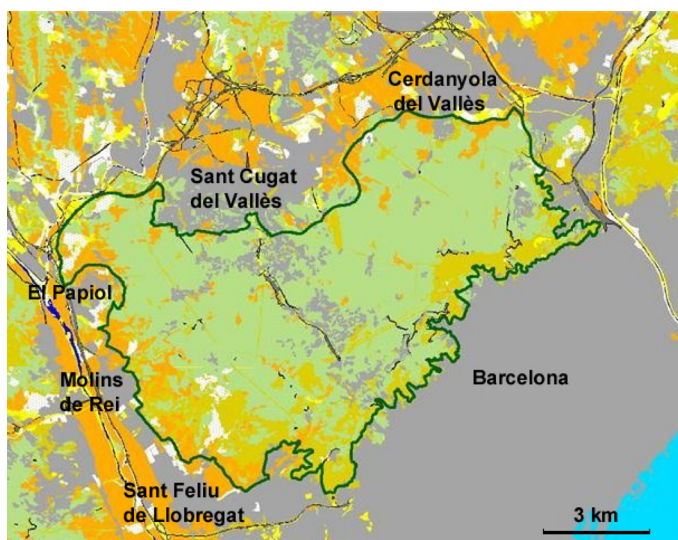 Cerdanyola
del Vallès
Sant Cugat
del Vallès
El Papiol
Molins
de Rei
Barcelona
Sant Feliu
de Llobregat
3 km